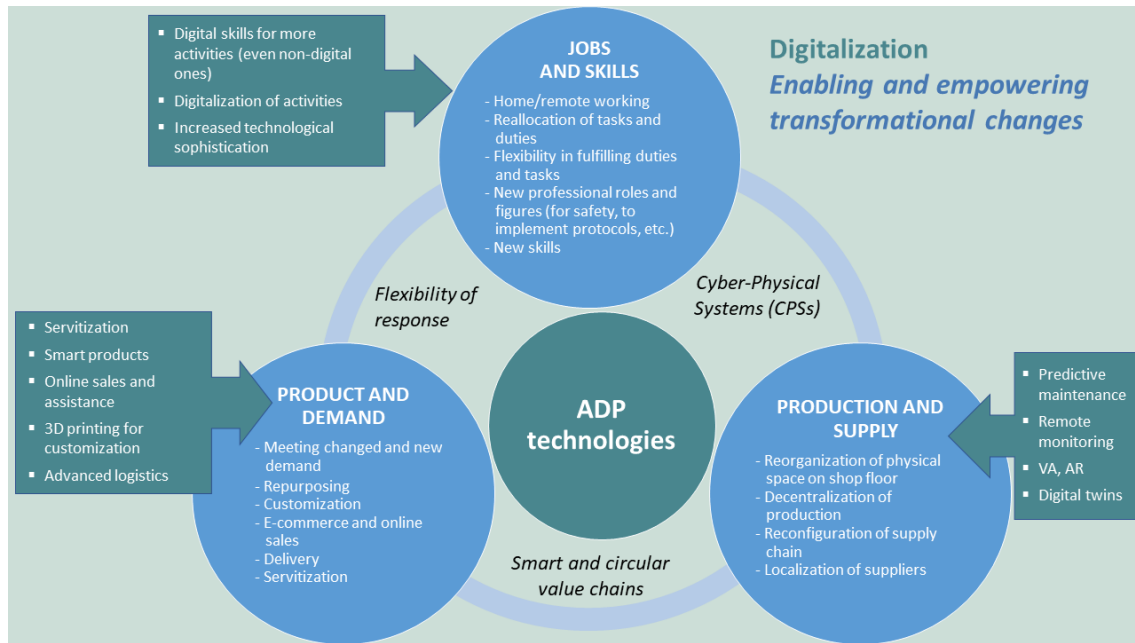 ▪ Digital skills for more
activities (even non-digital
ones)
▪ Digitalization of activities
▪ Increased technological
sophistication
JOBS
AND SKILLS
- Home/remote working
- Reallocation of tasks and
duties
- Flexibility in fulfilling duties
and tasks
- New professional roles and
figures (for safety, to
implement protocols, etc.)
- New skills
Digitalization
Enabling and empowering
transformational changes
Flexibility of
response
Cyber-Physical
Systems (CPSs)
▪ Servitization
▪ Smart products
▪ Online sales and
assistance
▪ 3D printing for
customization
▪ Advanced logistics
PRODUCT AND
DEMAND
- Meeting changed and new
demand
- Repurposing
- Customization
- E-commerce and online
sales
- Delivery
- Servitization
ADP
technologies
PRODUCTION AND
SUPPLY
- Reorganization of physical
space on shop floor
- Decentralization of
production
- Reconfiguration of supply
chain
- Localization of suppliers
▪ Predictive
maintenance
▪ Remote
monitoring
▪ VA, AR
▪ Digital twins
Smart and circular
value chains